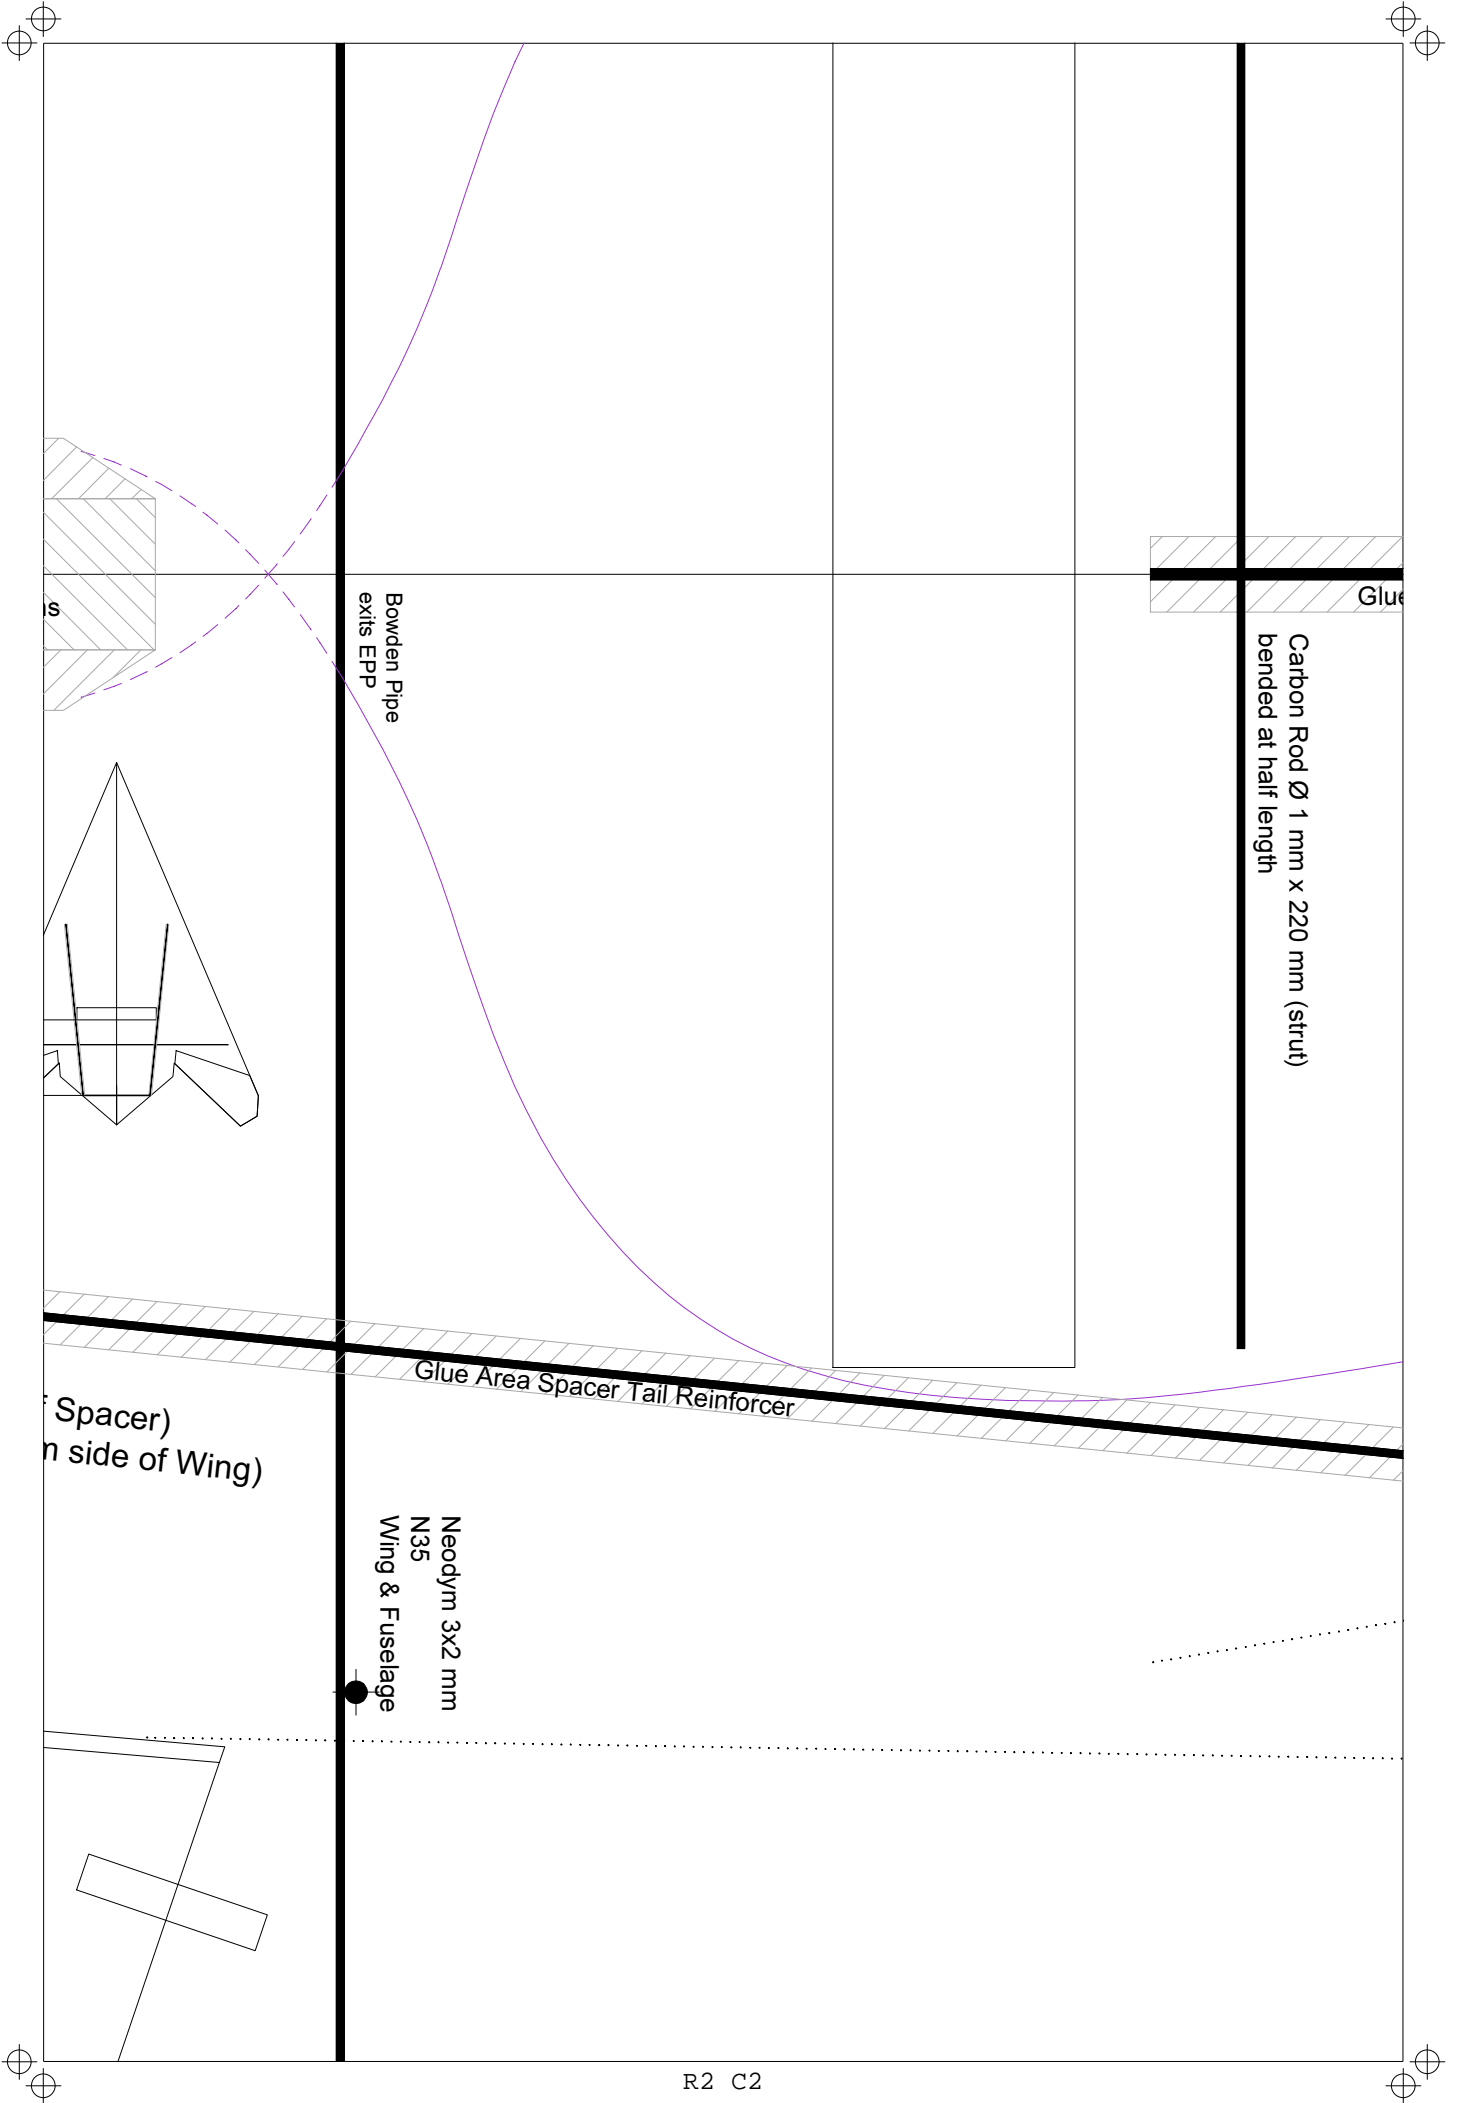 Bowden Pipe
exits EPP
Glue
Carbon Rod Ø 1 mm x 220 mm (strut)
bended at half length
Glue Area Spacer Tail Reinforcer
Spacer)
side of Wing)
Neodym 3x2 mm
N35
Wing & Fuselage
R2 C2